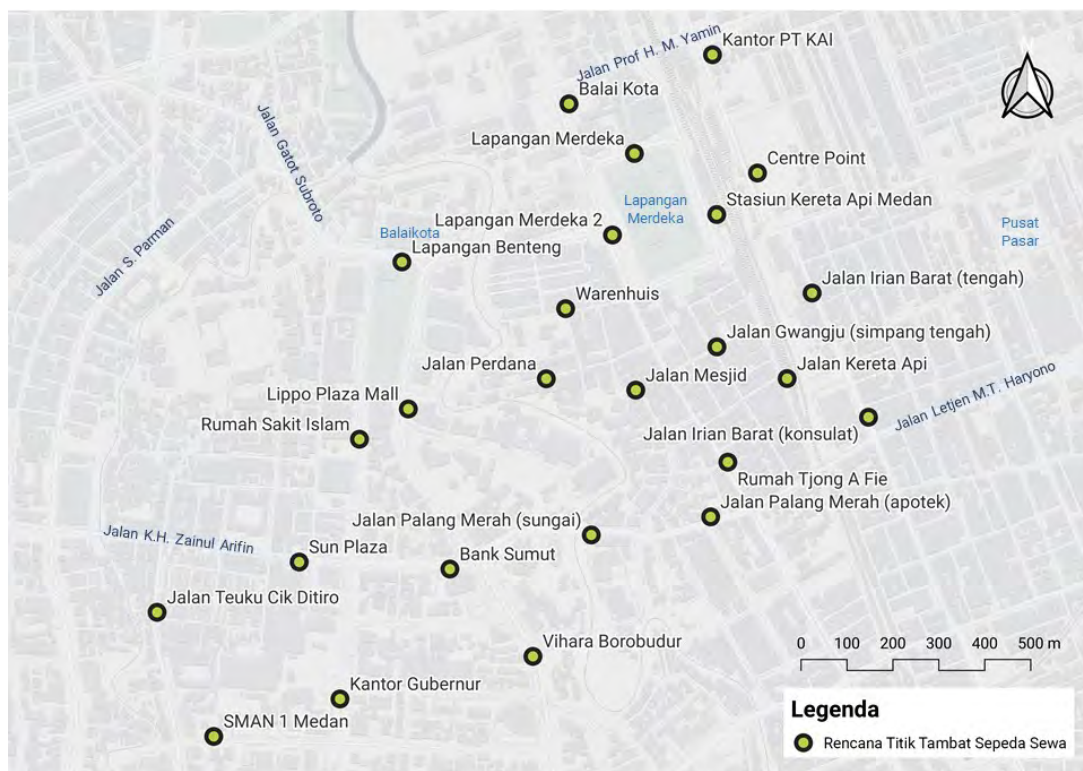 Kantor PT KAI
Jalan Prof H. M. Yamin
Balai Kota
Jalan Gatot Subroto
Lapangan Merdeka
Centre Point
Stasiun Kereta Api Medan
Lapangan
Merdeka
Lapangan Merdeka 2
Balaikota
Lapangan Benteng
Pusat
Pasar
Jalan S. Parman
Jalan Irian Barat (tengah)
Warenhuis
Jalan Gwangju (simpang tengah)
Jalan Perdana
Jalan Mesjid
Jalan Kereta Api
Lippo Plaza Mall
Jalan Letjen M.T. Haryono
Rumah Sakit Islam
Jalan Irian Barat (konsulat)
Rumah Tjong A Fie
Jalan Palang Merah (apotek)
Jalan Palang Merah (sungai)
Jalan K.H. Zainul Arifin
Sun Plaza
Bank Sumut
Jalan Teuku Cik Ditiro
Vihara Borobudur
0 100 200 300 400 500 m
Kantor Gubernur
SMAN 1 Medan
Legenda
Rencana Titik Tambat Sepeda Sewa